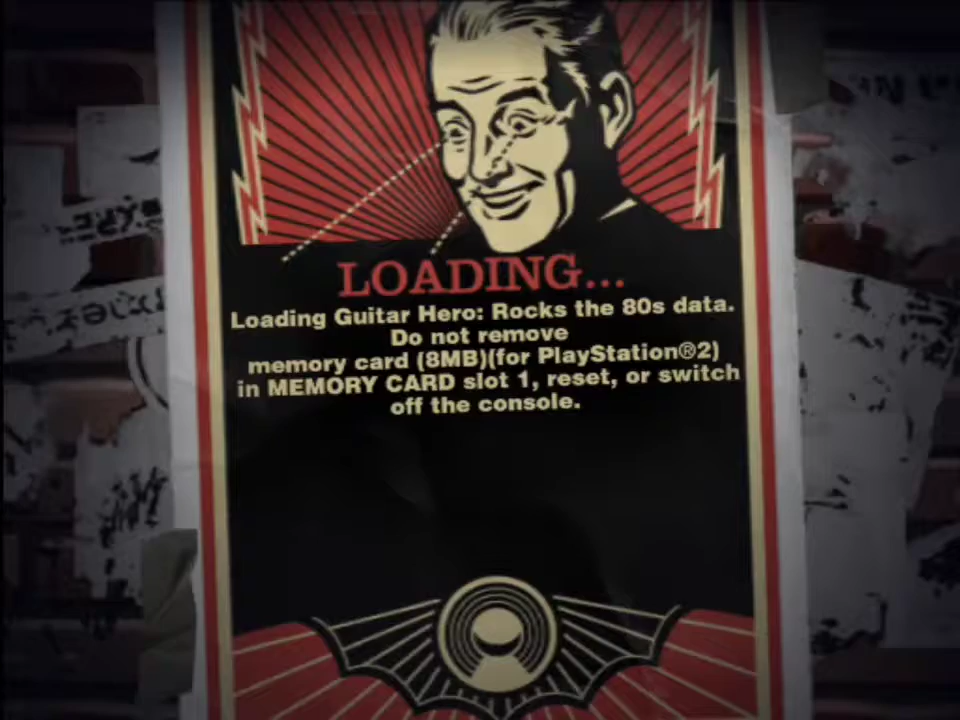 LOADING...
Loading Guitar Hero: Rocks the 80s data.
Do not remove
memory card (8MB)(for PlayStation®2)
in MEMORY CARD slot 1, reset, or switch
off the console.